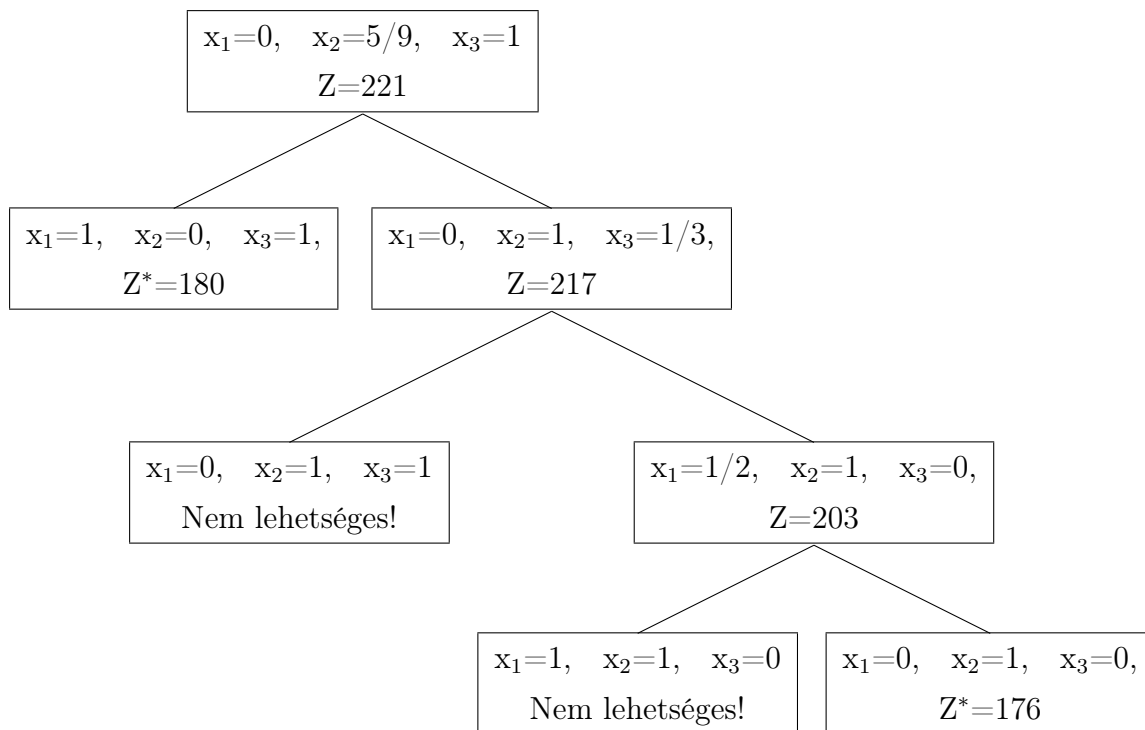 x₁=0, x₂=5/9, x₃=1
Z=221
x₁=1, x₂=0, x₃=1,
Z*=180
x₁=0, x₂=1, x₃=1/3,
Z=217
x₁=0, x₂=1, x₃=1
Nem lehetséges!
x₁=1/2, x₂=1, x₃=0,
Z=203
x₁=1, x₂=1, x₃=0
Nem lehetséges!
x₁=0, x₂=1, x₃=0,
Z*=176